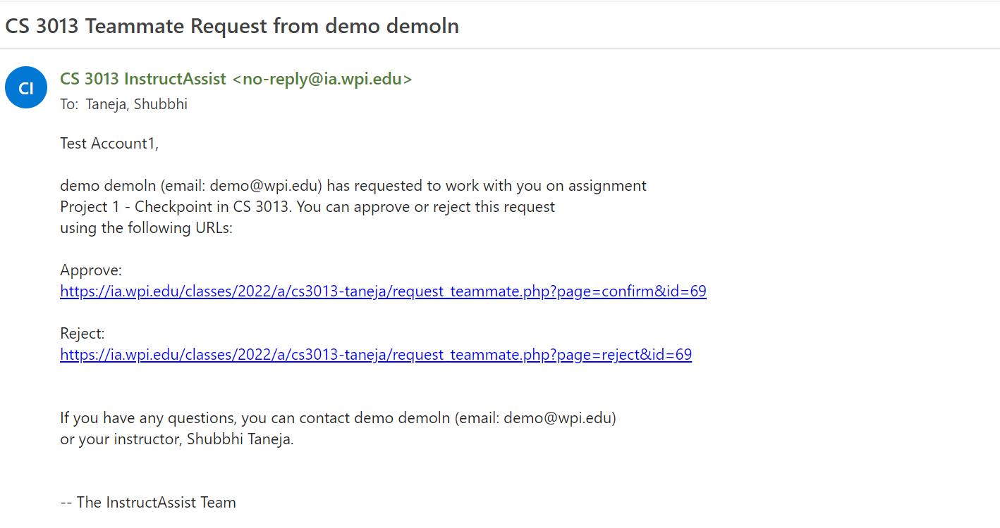 CS 3013 Teammate Request from demo demoln
CI
CS 3013 InstructAssist <no-reply@ia.wpi.edu>
To: Taneja, Shubbhi
Test Account1,
demo demoln (email: demo@wpi.edu) has requested to work with you on assignment
Project 1 - Checkpoint in CS 3013. You can approve or reject this request
using the following URLs:
Approve:
https://ia.wpi.edu/classes/2022/a/cs3013-taneja/request_teammate.php?page=confirm&id=69
Reject:
https://ia.wpi.edu/classes/2022/a/cs3013-taneja/request_teammate.php?page=reject&id=69
If you have any questions, you can contact demo demoln (email: demo@wpi.edu)
or your instructor, Shubbhi Taneja.
-- The InstructAssist Team